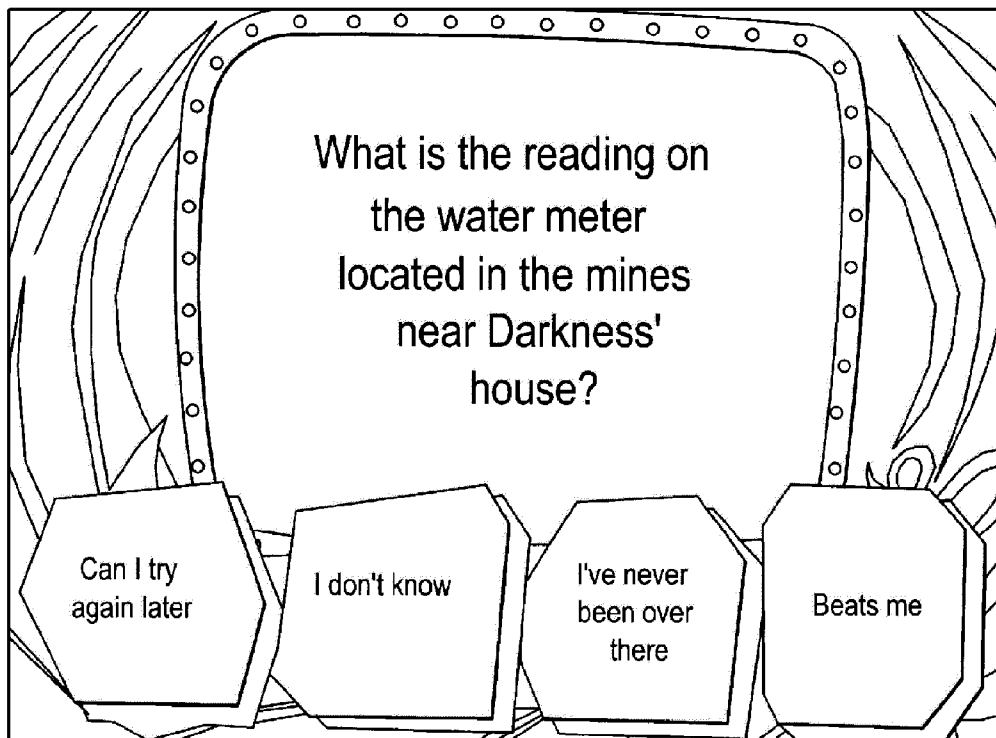 What is the reading on
the water meter
located in the mines
near Darkness'
house?
Can I try
again later
I don't know
I've never
been over
there
Beats me